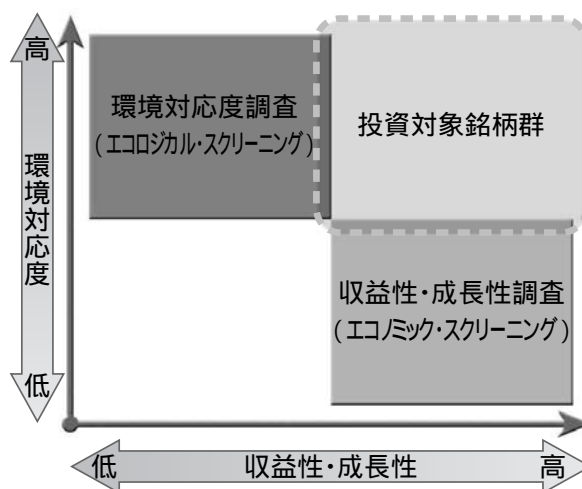 高
環境対応度
低
環境対応度調査
(エコロジカル・スクリーニング)
投資対象銘柄群
収益性・成長性調査
(エコノミック・スクリーニング)
低
収益性・成長性
高